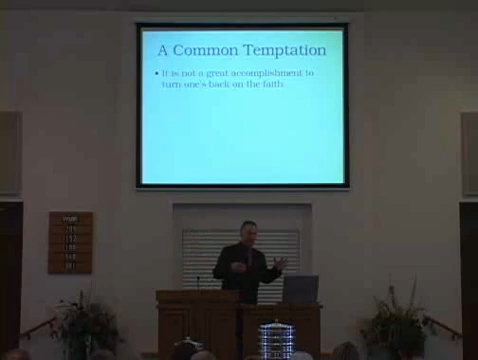 A Common Temptation
• It is not a great accomplishment to
turn one's back on the faith.